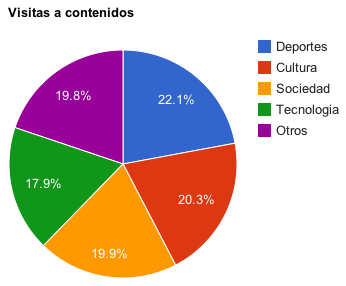 Visitas a contenidos
Deportes
Cultura
Sociedad
Tecnologia
Otros
19.8%
22.1%
17.9%
20.3%
19.9%